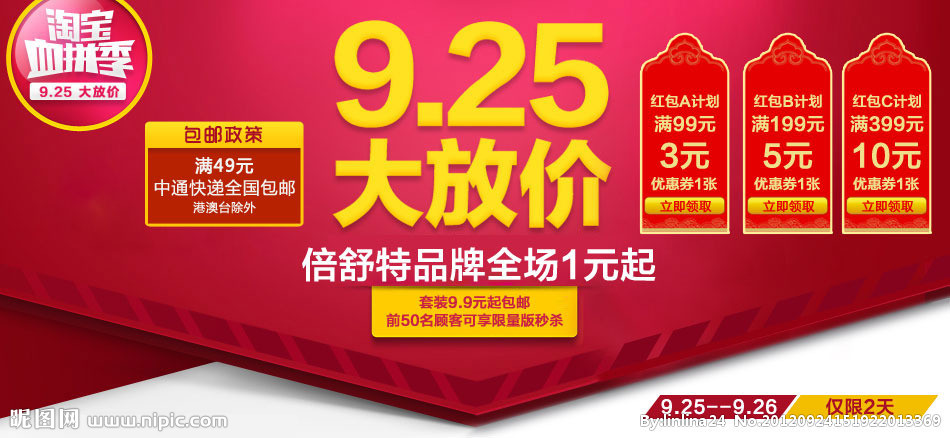 淘宝
血拼季
9.25 大放价
包邮政策
满49元
中通快递全国包邮
港澳台除外
9.25
大放价
倍舒特品牌全场1元起
套装9.9元起包邮
前50名顾客可享限量版秒杀
红包A计划
满99元
3元
优惠券1张
立即领取
红包B计划
满199元
5元
优惠券1张
立即领取
红包C计划
满399元
10元
优惠券1张
立即领取
9.25--9.26 仅限2天
昵图网 www.nipic.com
By:linlina24 No:20120924151922013369